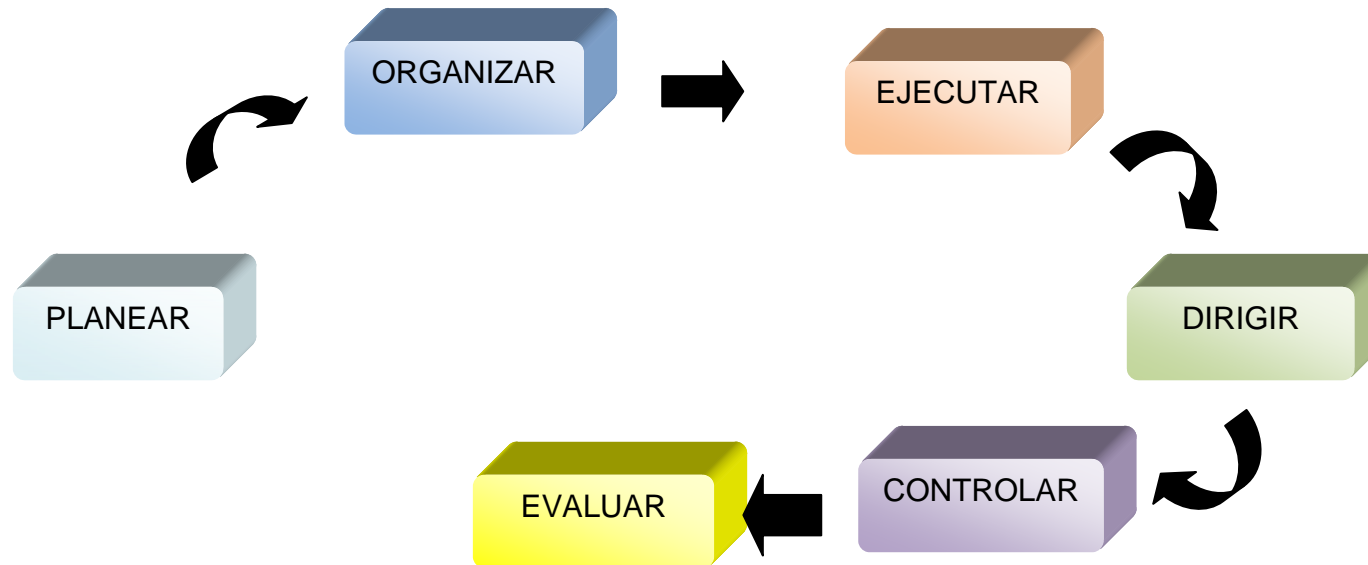 ORGANIZAR
EJECUTAR
PLANEAR
DIRIGIR
CONTROLAR
EVALUAR